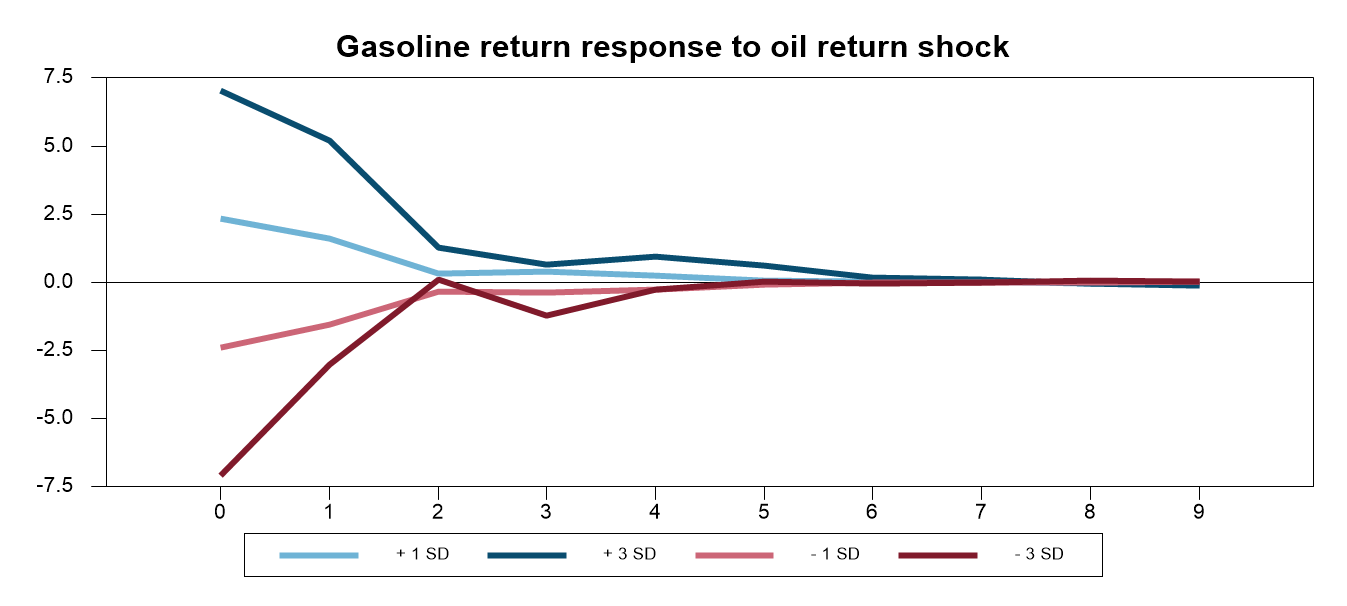 Gasoline return response to oil return shock
7.5
5.0
2.5
0.0
-2.5
-5.0
-7.5
0 1 2 3 4 5 6 7 8 9
+ 1 SD + 3 SD - 1 SD - 3 SD